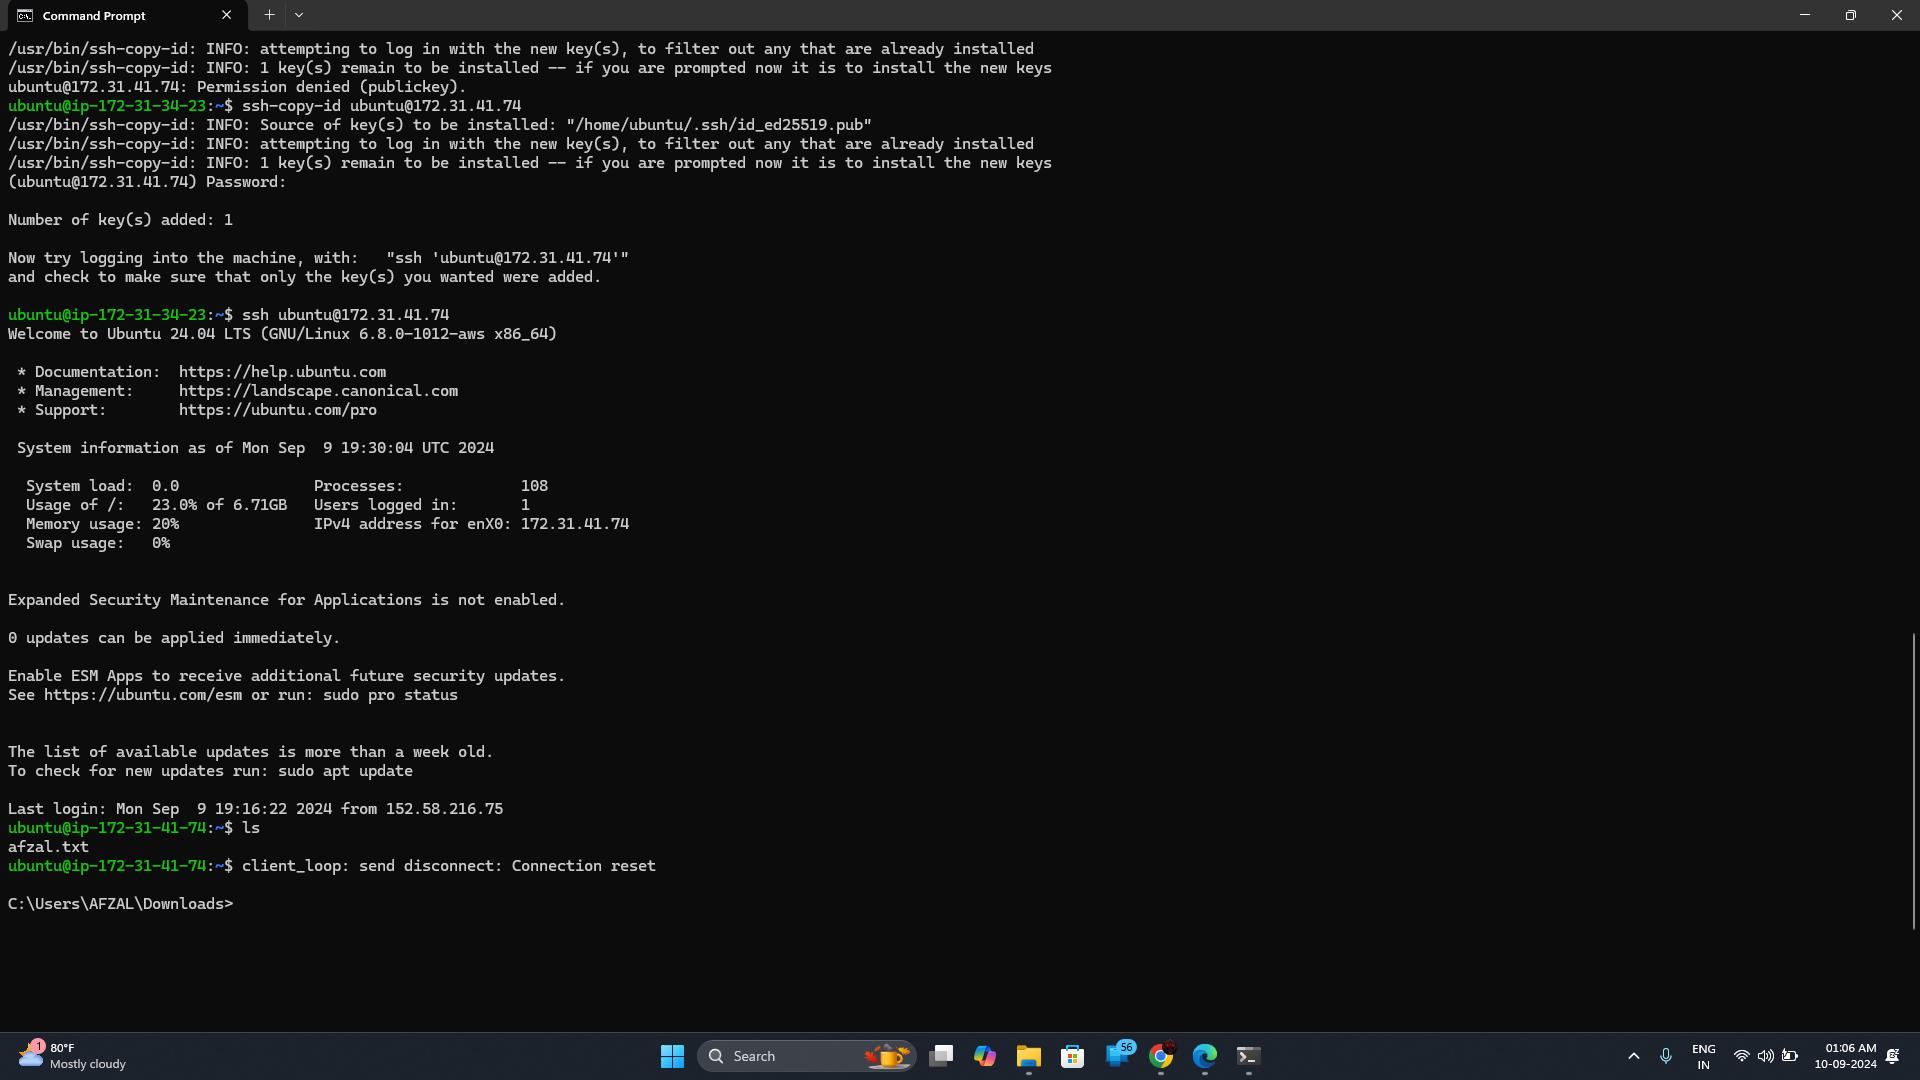 Command Prompt
/usr/bin/ssh-copy-id: INFO: attempting to log in with the new key(s), to filter out any that are already installed
/usr/bin/ssh-copy-id: INFO: 1 key(s) remain to be installed -- if you are prompted now it is to install the new keys
ubuntu@172.31.41.74: Permission denied (publickey).
ubuntu@ip-172-31-34-23:~$ ssh-copy-id ubuntu@172.31.41.74
/usr/bin/ssh-copy-id: INFO: Source of key(s) to be installed: "/home/ubuntu/.ssh/id_ed25519.pub"
/usr/bin/ssh-copy-id: INFO: attempting to log in with the new key(s), to filter out any that are already installed
/usr/bin/ssh-copy-id: INFO: 1 key(s) remain to be installed -- if you are prompted now it is to install the new keys
(ubuntu@172.31.41.74) Password:
Number of key(s) added: 1
Now try logging into the machine, with:   "ssh 'ubuntu@172.31.41.74'"
and check to make sure that only the key(s) you wanted were added.
ubuntu@ip-172-31-34-23:~$ ssh ubuntu@172.31.41.74
Welcome to Ubuntu 24.04 LTS (GNU/Linux 6.8.0-1012-aws x86_64)
* Documentation:  https://help.ubuntu.com
* Management:     https://landscape.canonical.com
* Support:        https://ubuntu.com/pro
System information as of Mon Sep  9 19:30:04 UTC 2024
System load:  0.0               Processes:             108
Usage of /:   23.0% of 6.71GB   Users logged in:       1
Memory usage: 20%               IPv4 address for enX0: 172.31.41.74
Swap usage:   0%
Expanded Security Maintenance for Applications is not enabled.
0 updates can be applied immediately.
Enable ESM Apps to receive additional future security updates.
See https://ubuntu.com/esm or run: sudo pro status
The list of available updates is more than a week old.
To check for new updates run: sudo apt update
Last login: Mon Sep  9 19:16:22 2024 from 152.58.216.75
ubuntu@ip-172-31-41-74:~$ ls
afzal.txt
ubuntu@ip-172-31-41-74:~$ client_loop: send disconnect: Connection reset
C:\Users\AFZAL\Downloads>
1
80°F
Mostly cloudy
Search
56
ENG
IN
01:06 AM
10-09-2024